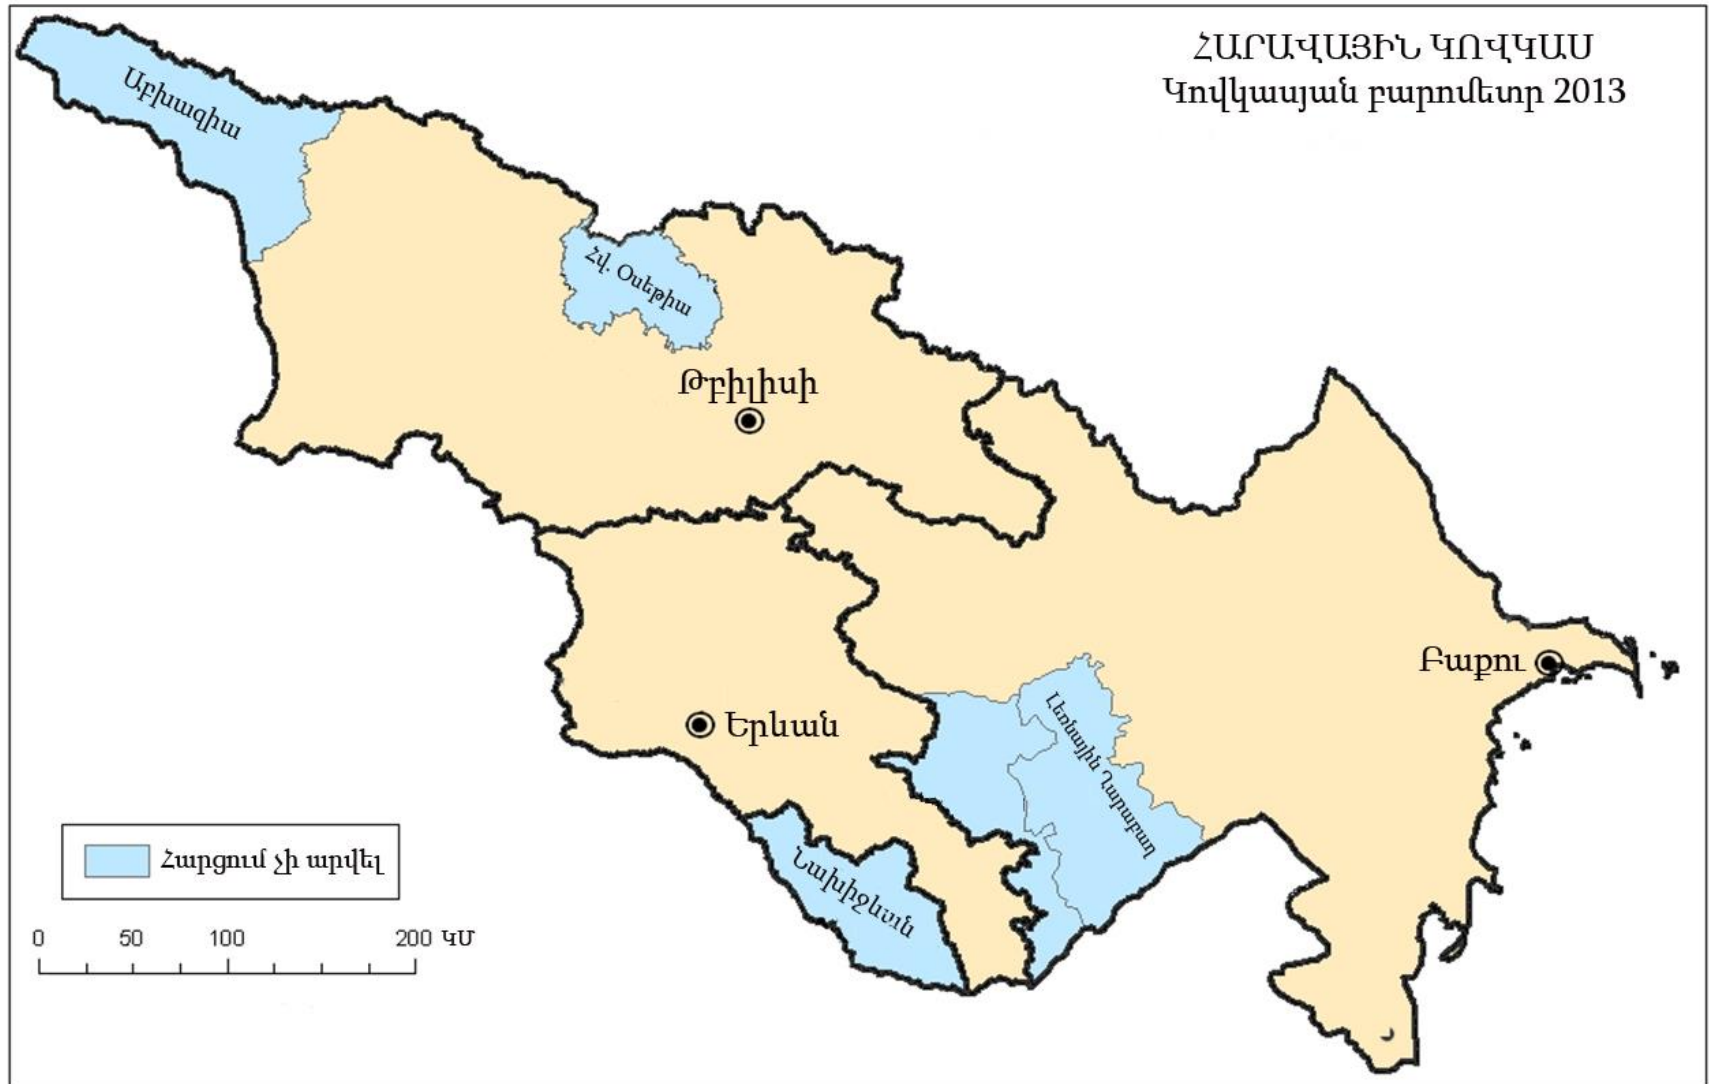 ՀԱՐԱՎԱՅԻՆ ԿՈՎԿԱՍ
Կովկասյան բարոմետր 2013
Աբխազիա
Հվ. Օսեթիա
Թբիլիսի
Բաքու
Լեռնային Ղարաբաղ
Երևան
Նախիջևան
Հարցում չի արվել
0 50 100 200 ԿՄ